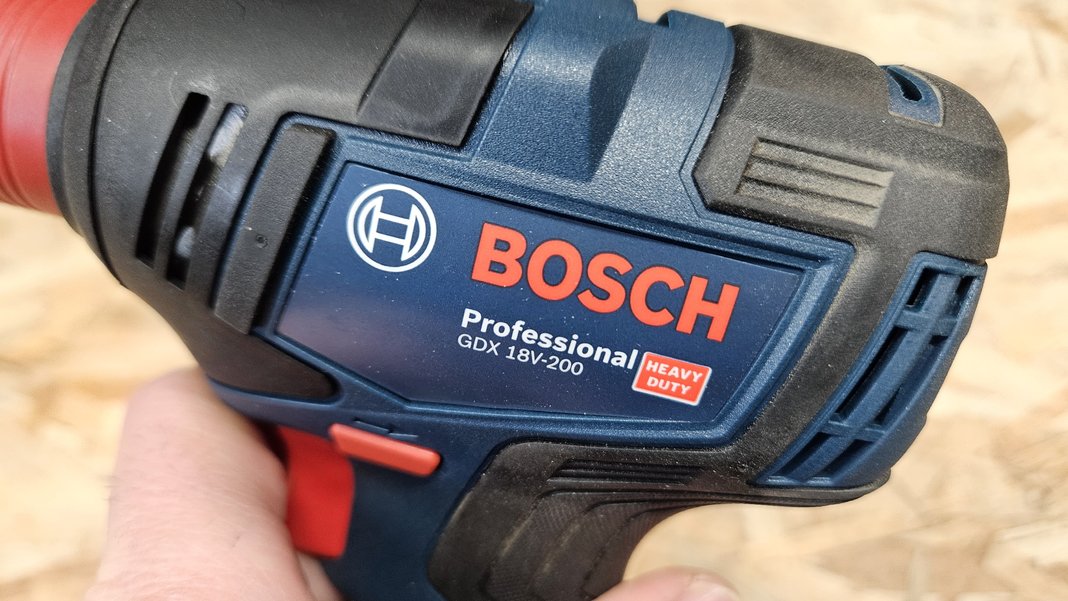 BOSCH
Professional
GDX 18V-200
HEAVY
DUTY